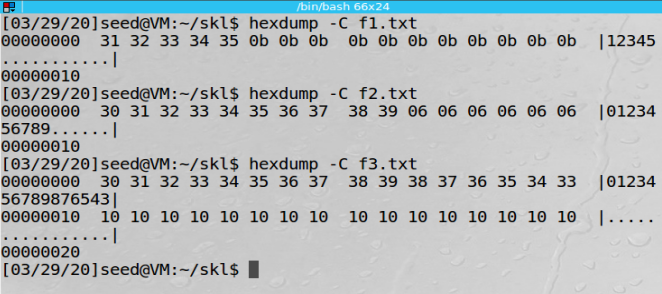 /bin/bash 66x24
[03/29/20]seed@VM:~/skl$ hexdump -C f1.txt
00000000  31 32 33 34 35 0b 0b 0b  0b 0b 0b 0b 0b 0b 0b 0b  |12345
...........|
00000010
[03/29/20]seed@VM:~/skl$ hexdump -C f2.txt
00000000  30 31 32 33 34 35 36 37  38 39 06 06 06 06 06 06  |01234
56789......|
00000010
[03/29/20]seed@VM:~/skl$ hexdump -C f3.txt
00000000  30 31 32 33 34 35 36 37  38 39 38 37 36 35 34 33  |01234
56789876543|
00000010  10 10 10 10 10 10 10 10  10 10 10 10 10 10 10 10  |.....
...........|
00000020
[03/29/20]seed@VM:~/skl$